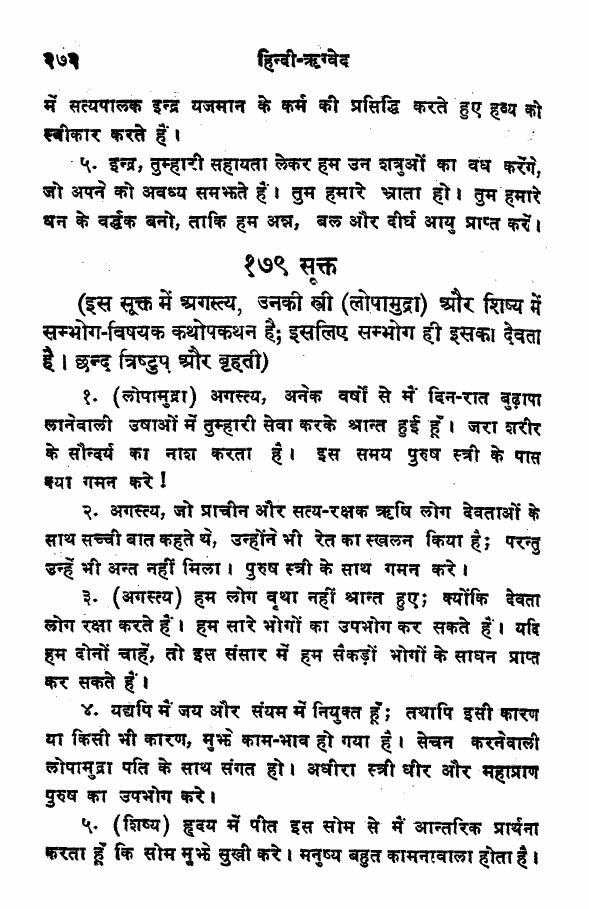 २७२ हिन्दी-ऋग्वेद
में सत्यपालक इन्द्र यजमान के कर्म की प्रसिद्धि करते हुए हव्य को
स्वीकार करते हैं।
५. इन्द्र, तुम्हारी सहायता लेकर हम उन शत्रुओं का वध करेंगे,
जो अपने को अवध्य समझते हैं। तुम हमारे भ्राता हो। तुम हमारे
धन के वर्द्धक बनो, ताकि हम अन्न, बल और दीर्घ आयु प्राप्त करें।
१७९ सूक्त
(इस सूक्त में अगस्त्य, उनकी स्त्री (लोपामुद्रा) और शिष्य में
सम्भोग-विषयक कथोपकथन है; इसलिए सम्भोग ही इसका देवता
है। छन्द त्रिष्टुप् और बृहती)
१. (लोपामुद्रा) अगस्त्य, अनेक वर्षों से मैं दिन-रात बुढ़ापा
लानेवाली उषाओं में तुम्हारी सेवा करके श्रान्त हुई हूँ। जरा शरीर
के सौन्दर्य का नाश करता है। इस समय पुरुष स्त्री के पास
क्या गमन करे!
२. अगस्त्य, जो प्राचीन और सत्य-रक्षक ऋषि लोग देवताओं के
साथ सच्ची बात कहते थे, उन्होंने भी रेत का स्खलन किया है; परन्तु
उन्हें भी अन्त नहीं मिला। पुरुष स्त्री के साथ गमन करे।
३. (अगस्त्य) हम लोग वृथा नहीं श्रान्त हुए; क्योंकि देवता
लोग रक्षा करते हैं। हम सारे भोगों का उपभोग कर सकते हैं। यदि
हम दोनों चाहें, तो इस संसार में हम सैकड़ों भोगों के साधन प्राप्त
कर सकते हैं।
४. यद्यपि मैं जय और संयम में नियुक्त हूँ; तथापि इसी कारण
या किसी भी कारण, मुझे काम-भाव हो गया है। सेचन करनेवाली
लोपामुद्रा पति के साथ संगत हो। अधीरा स्त्री धीर और महाप्राण
पुरुष का उपभोग करे।
५. (शिष्य) हृदय में पीत इस सोम से मैं आन्तरिक प्रार्थना
करता हूँ कि सोम मुझे सुखी करे। मनुष्य बहुत कामनावाला होता है।